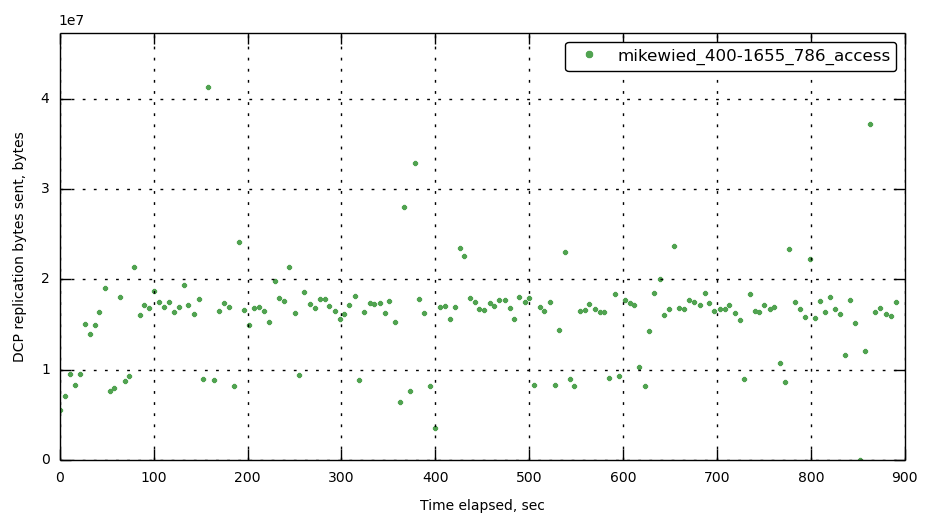 1e7
mikewied_400-1655_786_access
4
3
2
1
0
DCP replication bytes sent, bytes
0 100 200 300 400 500 600 700 800 900
Time elapsed, sec